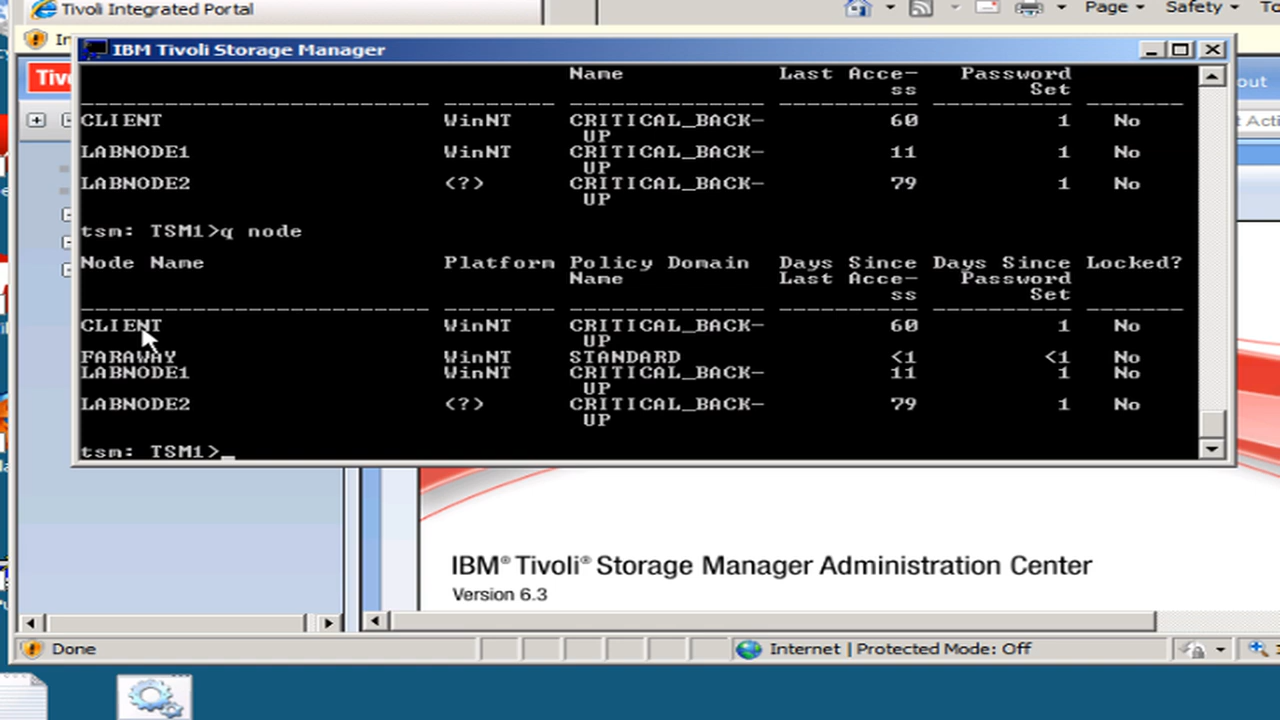 Tivoli Integrated Portal
Page Safety To
In
IBM Tivoli Storage Manager
Tiv
out
Acti
Name Last Acce- Password
ss Set
CLIENT WinNT CRITICAL_BACK- 60 1 No
UP
LABNODE1 WinNT CRITICAL_BACK- 11 1 No
UP
LABNODE2 (?) CRITICAL_BACK- 79 1 No
UP
tsm: TSM1>q node
Node Name Platform Policy Domain Days Since Days Since Locked?
Name Last Acce- Password
ss Set
CLIENT WinNT CRITICAL_BACK- 60 1 No
UP
FARAWAY WinNT STANDARD <1 <1 No
LABNODE1 WinNT CRITICAL_BACK- 11 1 No
UP
LABNODE2 (?) CRITICAL_BACK- 79 1 No
UP
tsm: TSM1>_
IBM® Tivoli® Storage Manager Administration Center
Version 6.3
Done
Internet | Protected Mode: Off